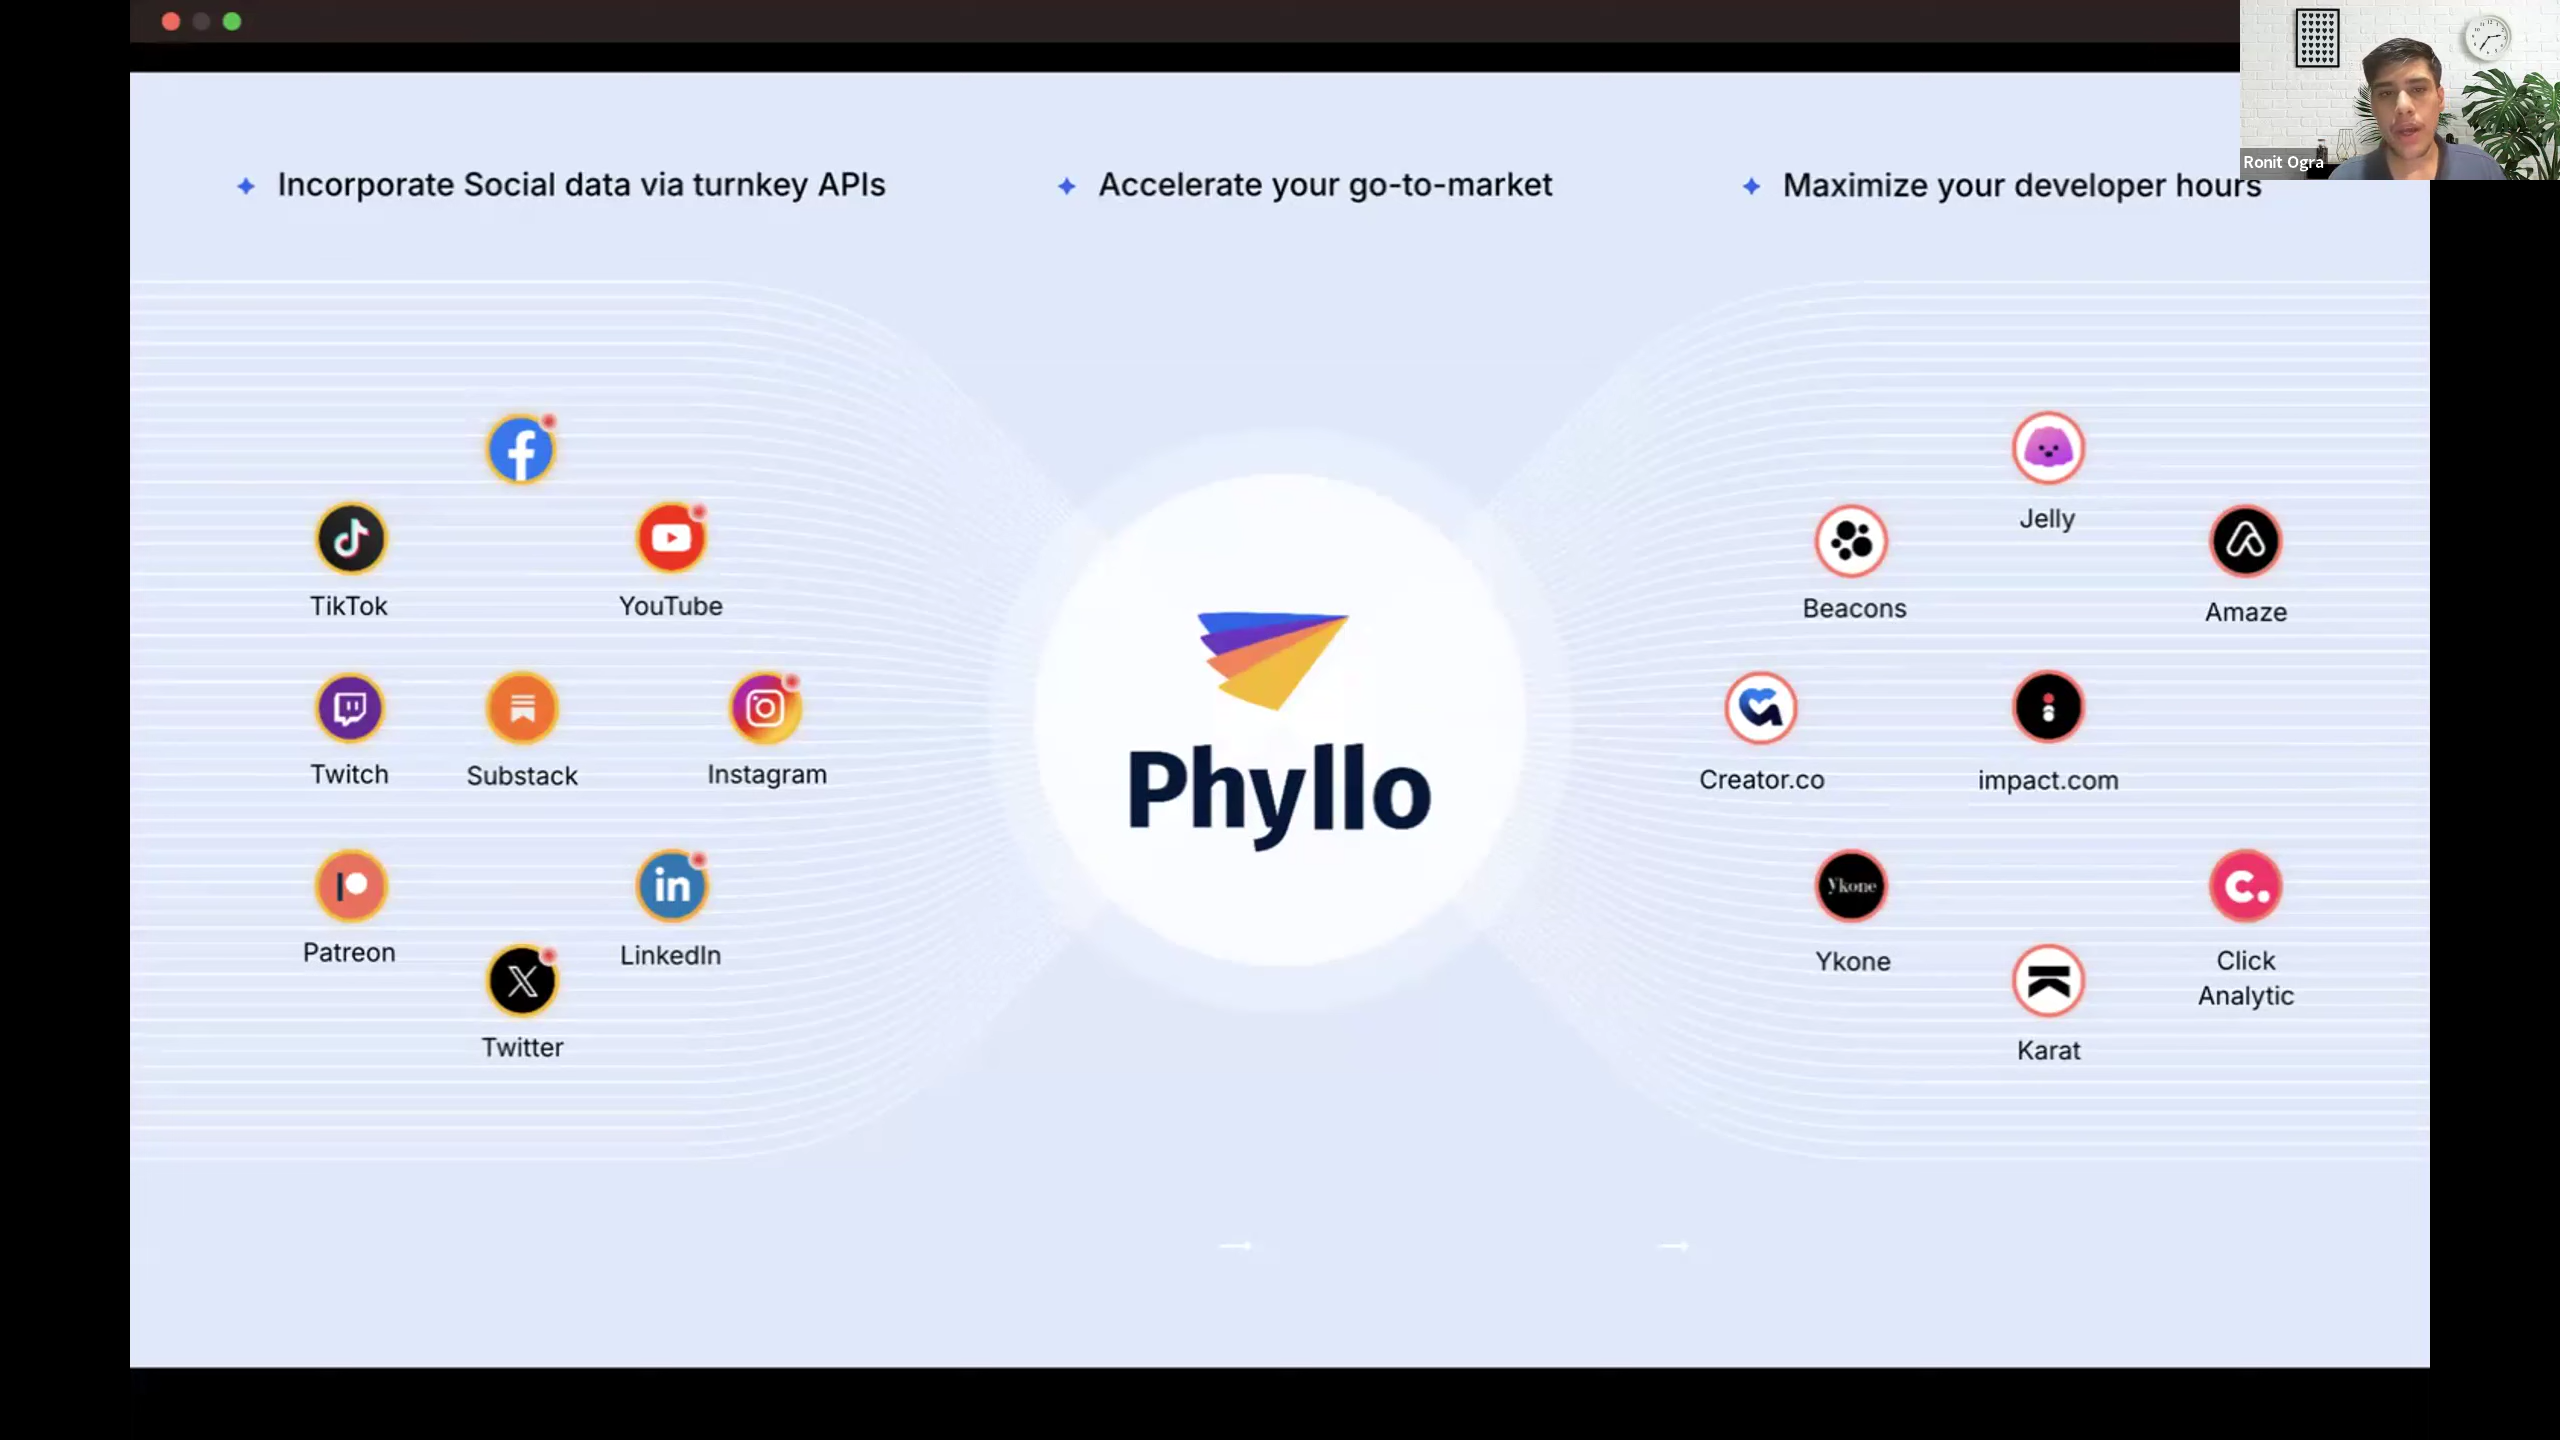 Ronit Ogra
Incorporate Social data via turnkey APIs
Accelerate your go-to-market
Maximize your developer hours
TikTok
YouTube
Twitch
Substack
Instagram
Patreon
LinkedIn
Twitter
Phyllo
Jelly
Beacons
Amaze
Creator.co
impact.com
Ykone
Ykone
Click
Analytic
Karat